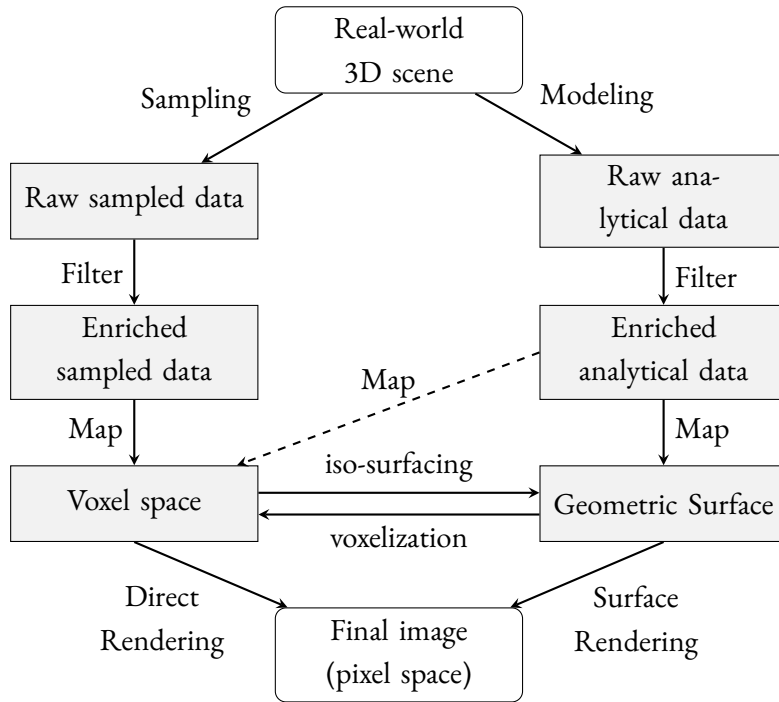 Real-world
3D scene
Sampling
Modeling
Raw sampled data
Raw ana-
lytical data
Filter
Filter
Enriched
sampled data
Enriched
analytical data
Map
Map
Map
iso-surfacing
Voxel space
Geometric Surface
voxelization
Direct
Rendering
Surface
Rendering
Final image
(pixel space)